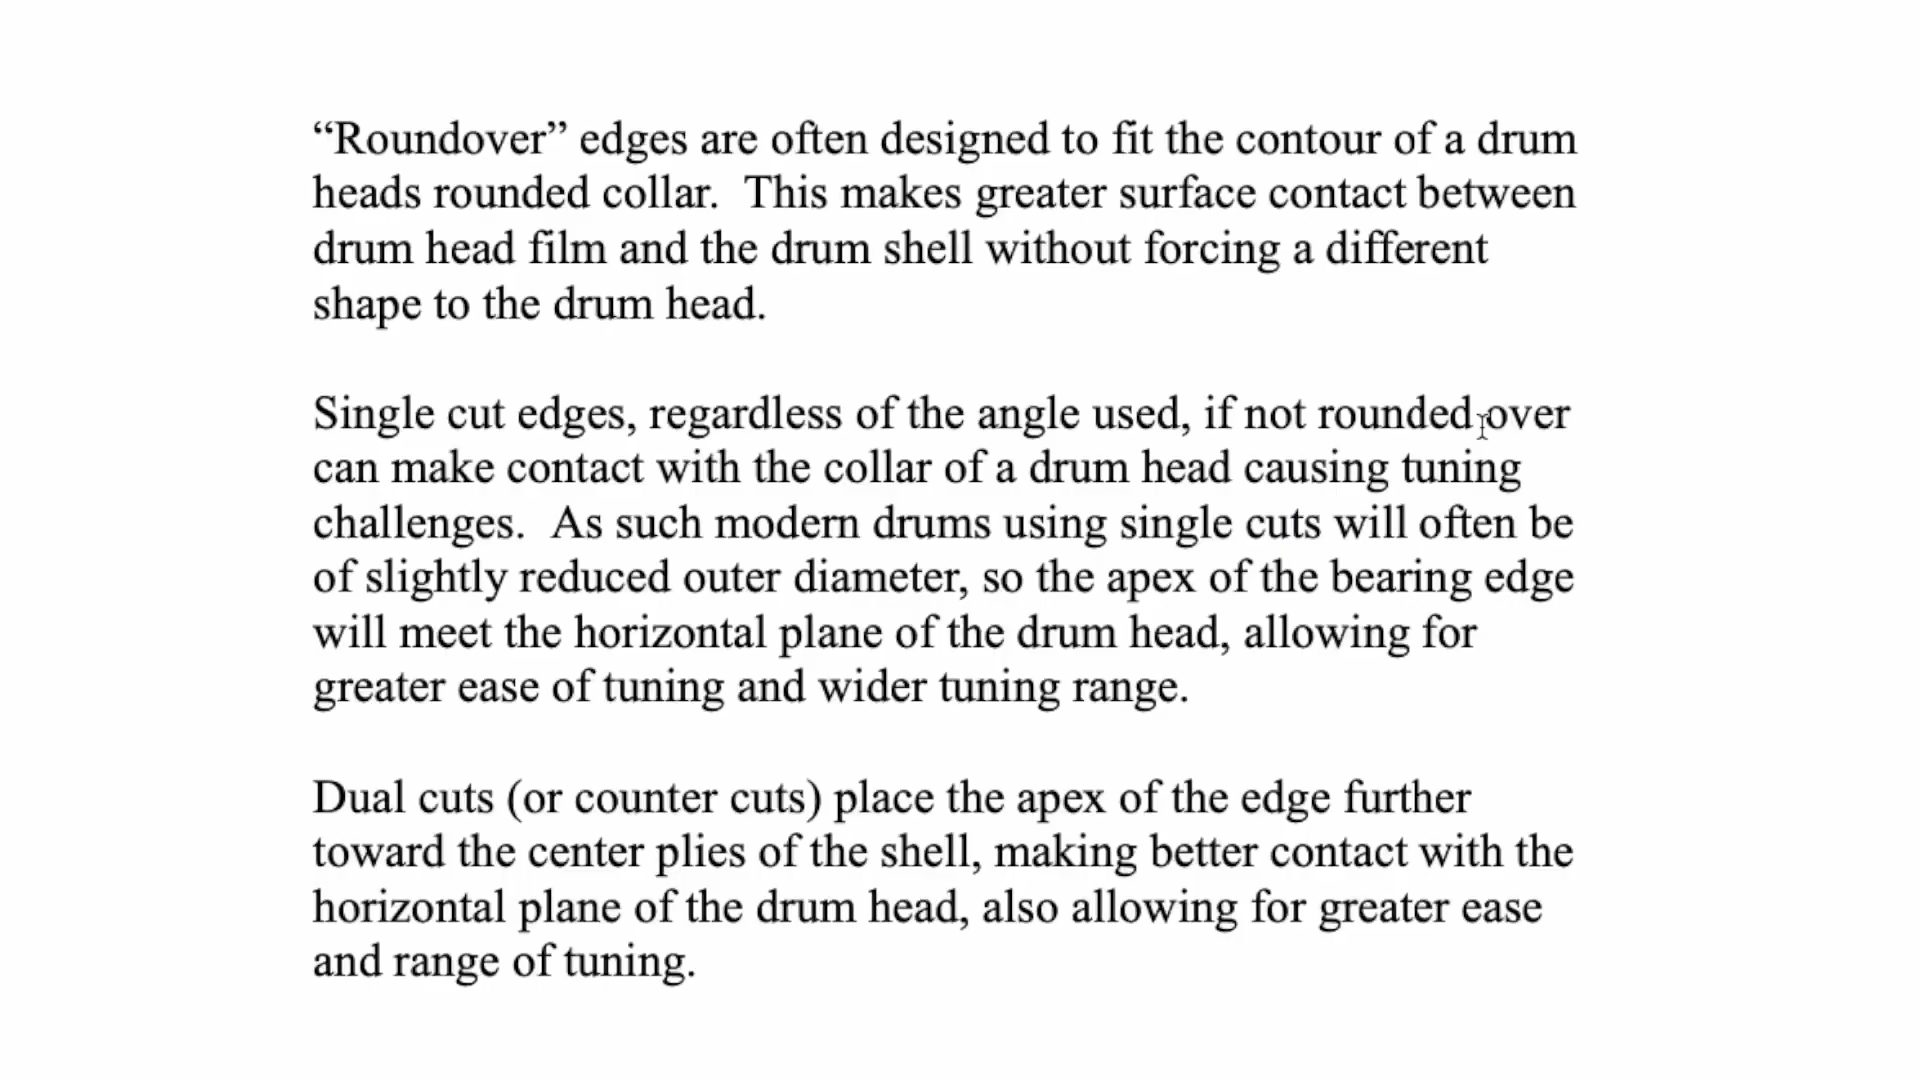 “Roundover” edges are often designed to fit the contour of a drum
heads rounded collar.  This makes greater surface contact between
drum head film and the drum shell without forcing a different
shape to the drum head.
Single cut edges, regardless of the angle used, if not rounded over
can make contact with the collar of a drum head causing tuning
challenges.  As such modern drums using single cuts will often be
of slightly reduced outer diameter, so the apex of the bearing edge
will meet the horizontal plane of the drum head, allowing for
greater ease of tuning and wider tuning range.
Dual cuts (or counter cuts) place the apex of the edge further
toward the center plies of the shell, making better contact with the
horizontal plane of the drum head, also allowing for greater ease
and range of tuning.